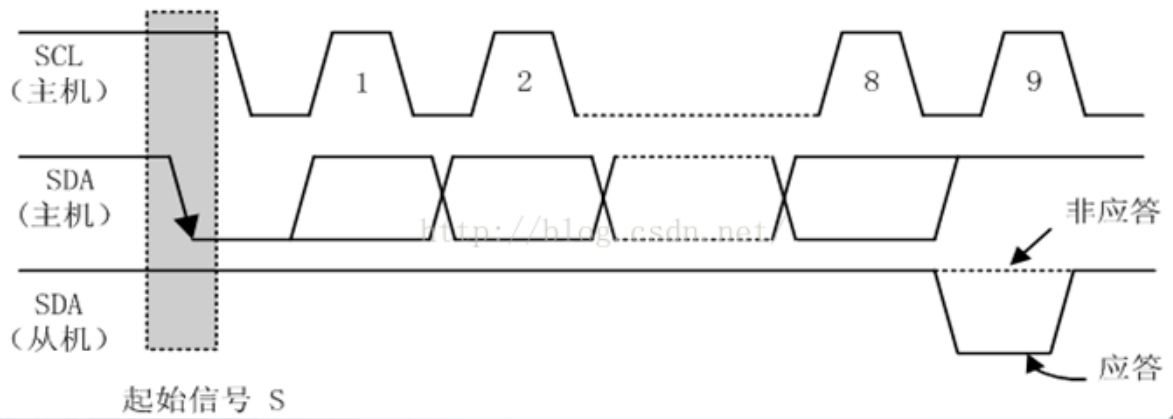 SCL
（主机）
1
2
8
9
SDA
（主机）
http://blog.csdn.net/
非应答
SDA
（从机）
应答
起始信号 S